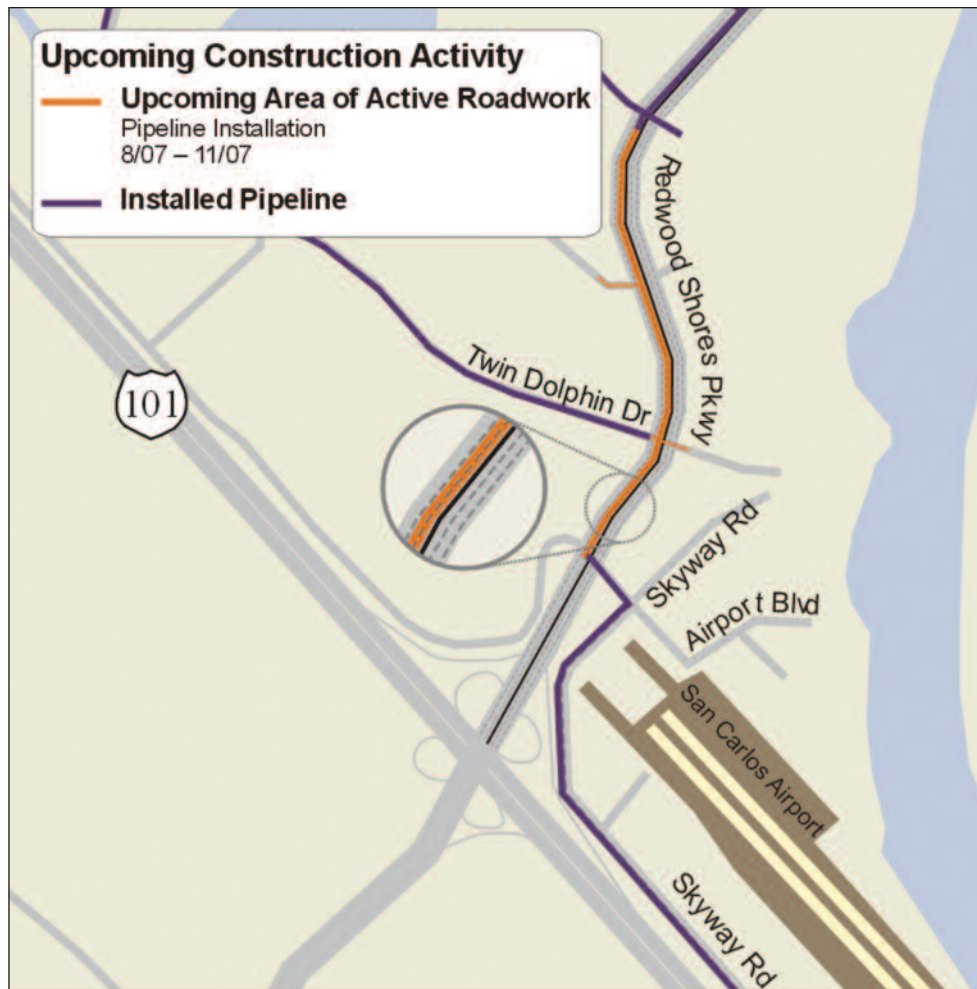 Upcoming Construction Activity
Upcoming Area of Active Roadwork
Pipeline Installation
8/07 – 11/07
Installed Pipeline
Redwood Shores Pkwy
101
Twin Dolphin Dr
Skyway Rd
Airport Blvd
San Carlos Airport
Skyway Rd